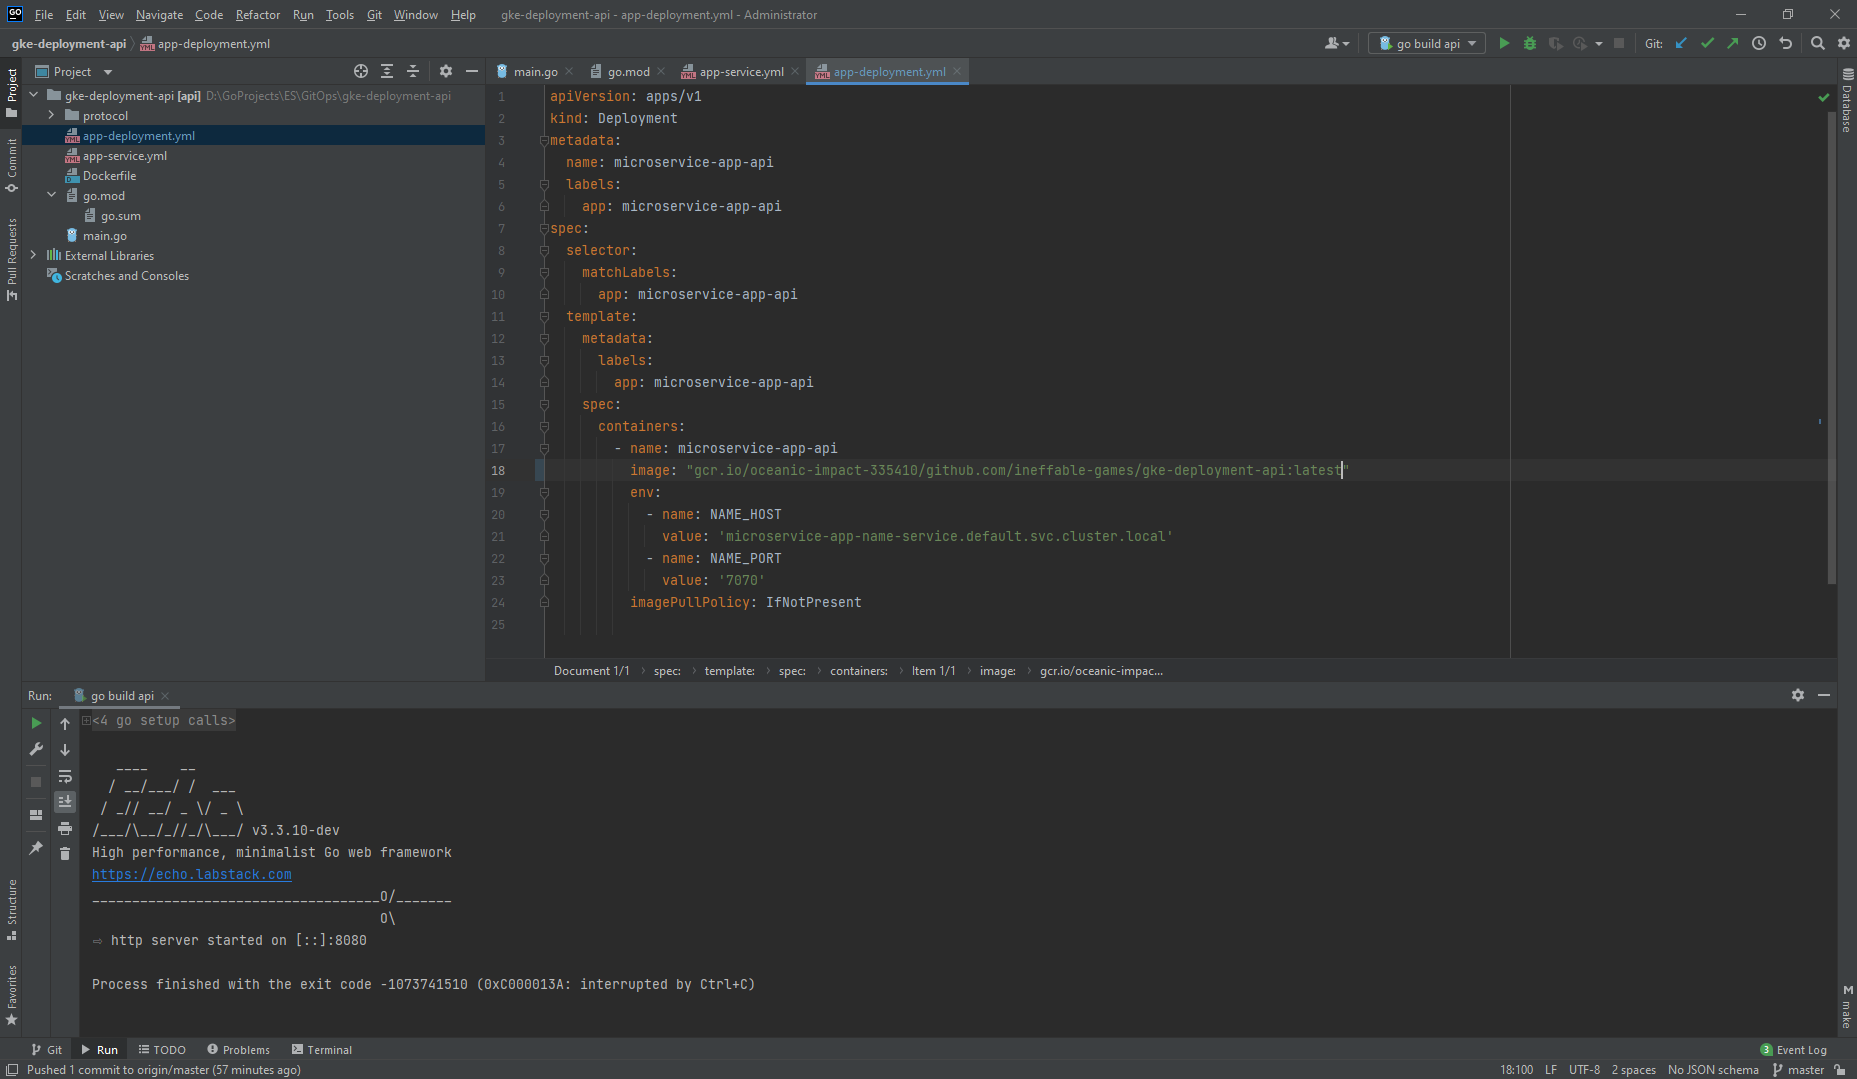 GO File Edit View Navigate Code Refactor Run Tools Git Window Help gke-deployment-api - app-deployment.yml - Administrator
gke-deployment-api app-deployment.yml go build api Git:
Project
main.go go.mod app-service.yml app-deployment.yml
gke-deployment-api [api] D:\GoProjects\ES\GitOps\gke-deployment-api
protocol
app-deployment.yml
app-service.yml
Dockerfile
go.mod
go.sum
main.go
External Libraries
Scratches and Consoles
Project
Commit
Pull Requests
Structure
Favorites
Database
make
1 apiVersion: apps/v1
2 kind: Deployment
3 metadata:
4 name: microservice-app-api
5 labels:
6 app: microservice-app-api
7 spec:
8 selector:
9 matchLabels:
10 app: microservice-app-api
11 template:
12 metadata:
13 labels:
14 app: microservice-app-api
15 spec:
16 containers:
17 - name: microservice-app-api
18 image: "gcr.io/oceanic-impact-335410/github.com/ineffable-games/gke-deployment-api:latest"
19 env:
20 - name: NAME_HOST
21 value: 'microservice-app-name-service.default.svc.cluster.local'
22 - name: NAME_PORT
23 value: '7070'
24 imagePullPolicy: IfNotPresent
25
Document 1/1 spec: template: spec: containers: Item 1/1 image: gcr.io/oceanic-impac...
Run: go build api
<4 go setup calls>
   ____    __
  / __/___/ /  ___
 / _// __/ _ \/ _ \
/___/\__/_//_/\___/ v3.3.10-dev
High performance, minimalist Go web framework
https://echo.labstack.com
____________________________________O/_______
                                    O\
⇨ http server started on [::]:8080
Process finished with the exit code -1073741510 (0xC000013A: interrupted by Ctrl+C)
Git Run TODO Problems Terminal 3 Event Log
Pushed 1 commit to origin/master (57 minutes ago) 18:100 LF UTF-8 2 spaces No JSON schema master